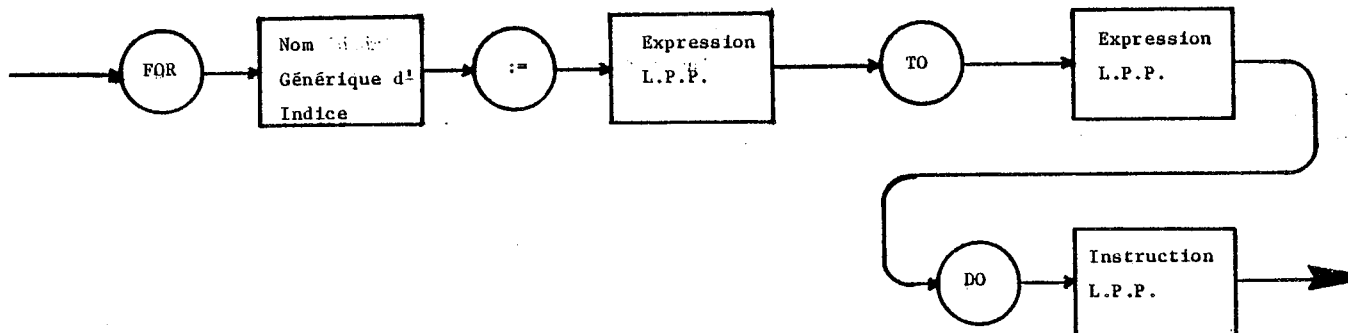 FOR
Nom
Générique d'
Indice
:=
Expression
L.P.P.
TO
Expression
L.P.P.
DO
Instruction
L.P.P.